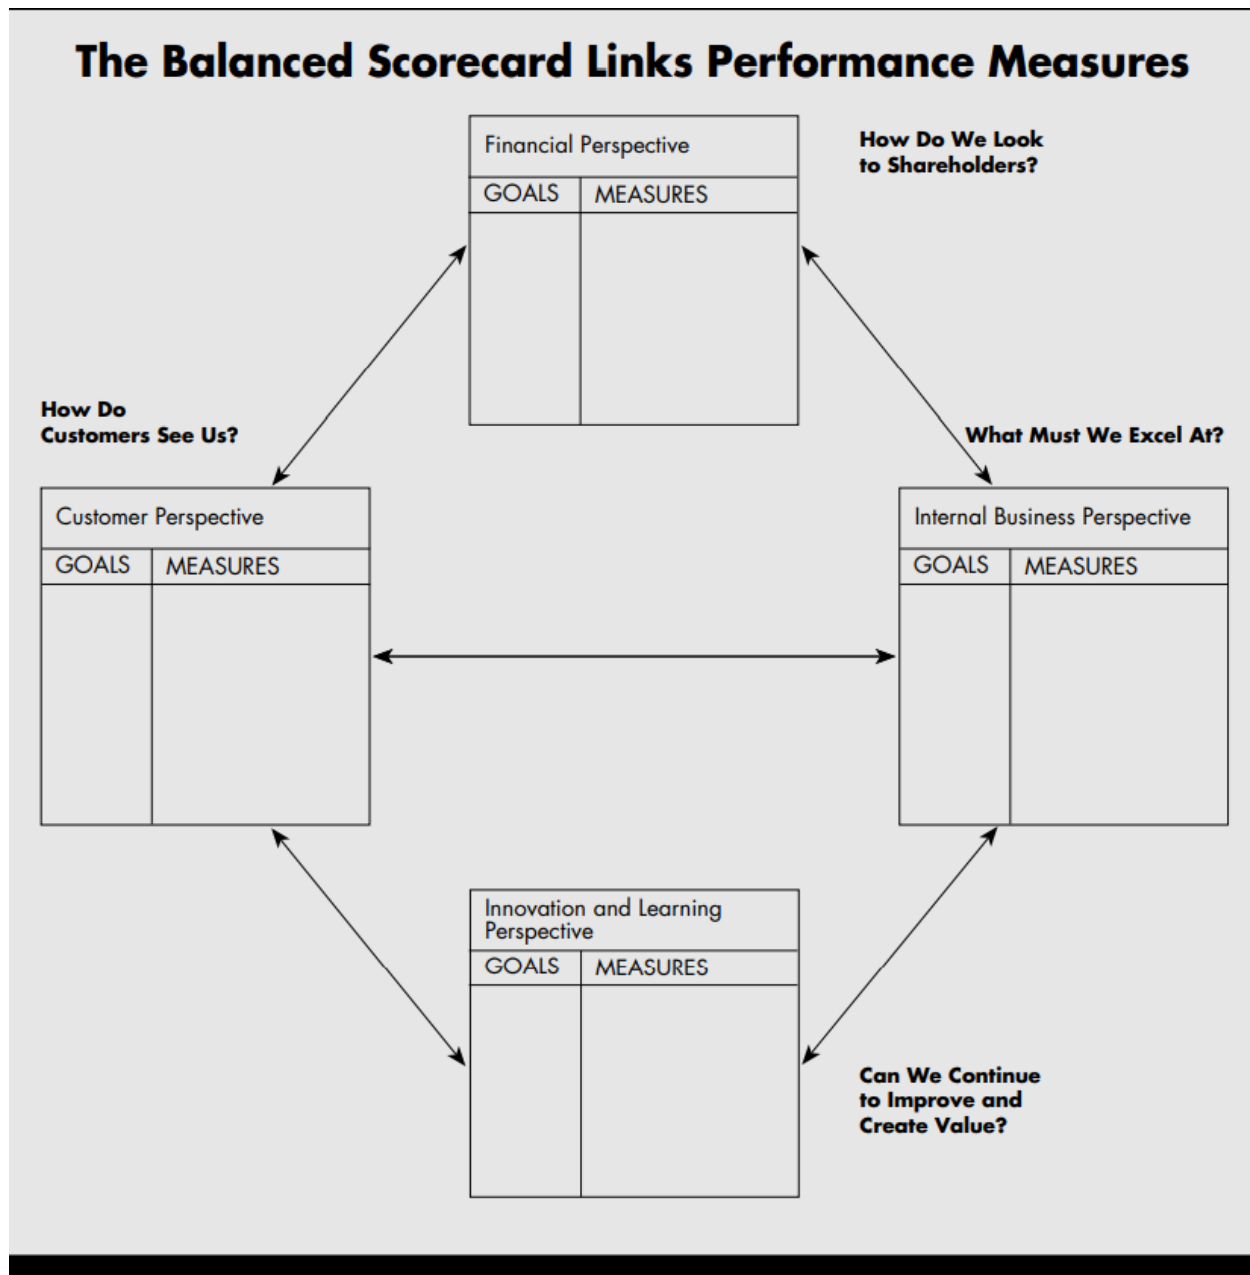 The Balanced Scorecard Links Performance Measures
Financial Perspective
GOALS MEASURES
How Do We Look
to Shareholders?
How Do
Customers See Us?
Customer Perspective
GOALS MEASURES
What Must We Excel At?
Internal Business Perspective
GOALS MEASURES
Innovation and Learning
Perspective
GOALS MEASURES
Can We Continue
to Improve and
Create Value?